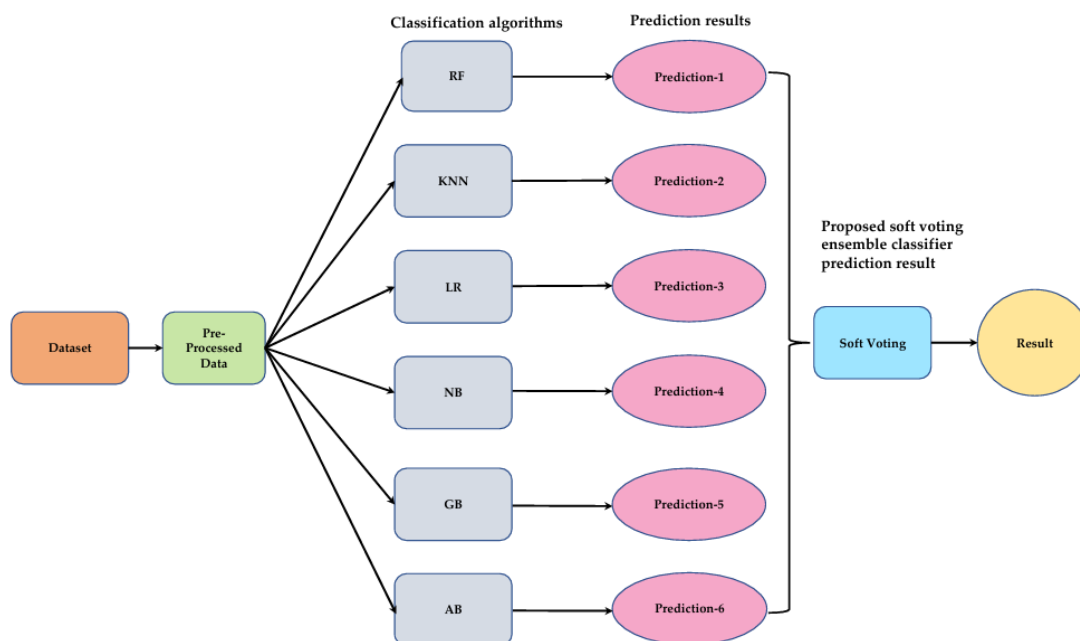 Classification algorithms
Prediction results
RF
Prediction-1
KNN
Prediction-2
Proposed soft voting
ensemble classifier
prediction result
LR
Prediction-3
Dataset
Pre-
Processed
Data
Soft Voting
Result
NB
Prediction-4
GB
Prediction-5
AB
Prediction-6